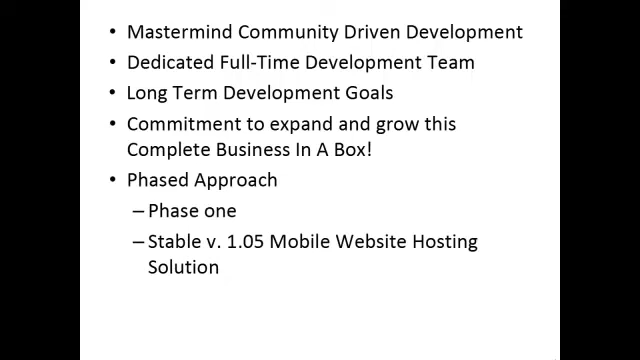 • Mastermind Community Driven Development
• Dedicated Full-Time Development Team
• Long Term Development Goals
• Commitment to expand and grow this
Complete Business In A Box!
• Phased Approach
– Phase one
– Stable v. 1.05 Mobile Website Hosting
Solution